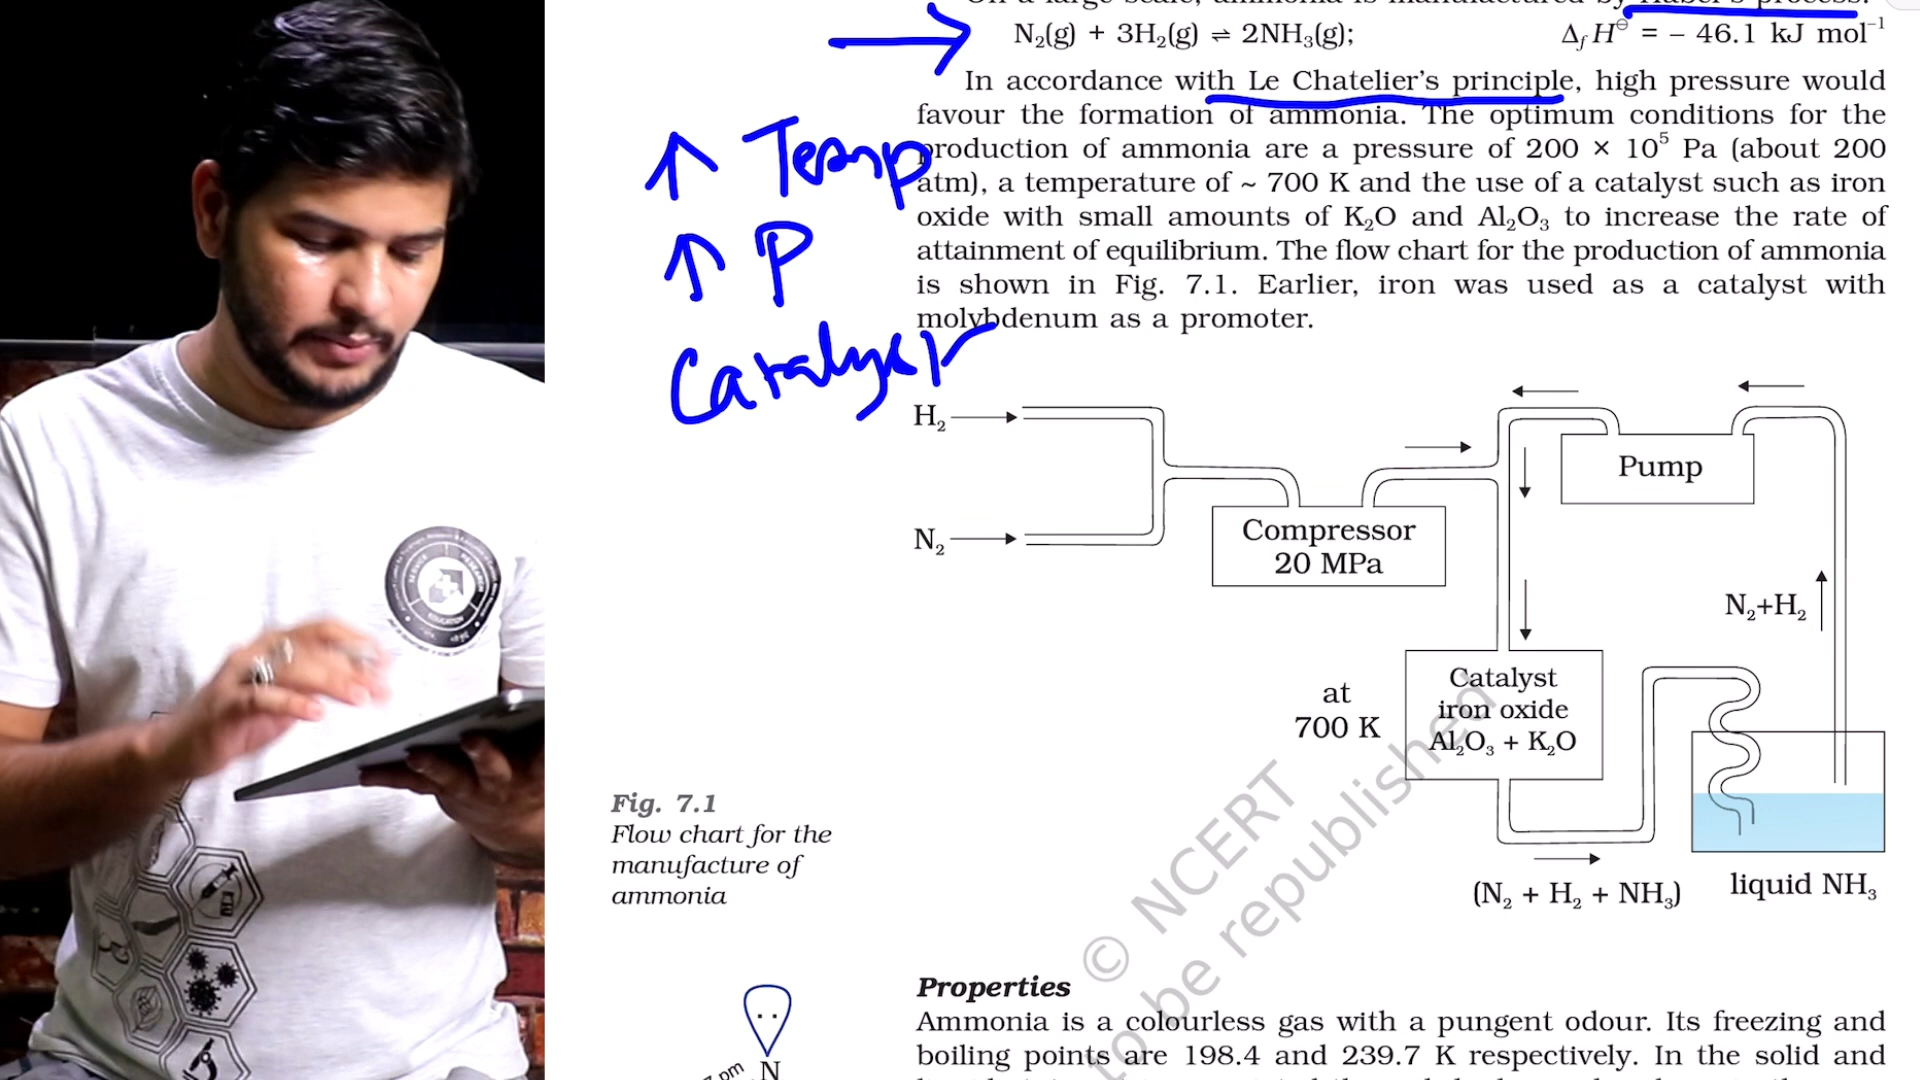 N₂(g) + 3H₂(g) ⇌ 2NH₃(g); Δ_f H^⊖ = – 46.1 kJ mol⁻¹
In accordance with Le Chatelier's principle, high pressure would
favour the formation of ammonia. The optimum conditions for the
production of ammonia are a pressure of 200 × 10⁵ Pa (about 200
atm), a temperature of ~ 700 K and the use of a catalyst such as iron
oxide with small amounts of K₂O and Al₂O₃ to increase the rate of
attainment of equilibrium. The flow chart for the production of ammonia
is shown in Fig. 7.1. Earlier, iron was used as a catalyst with
molybdenum as a promoter.
↑ Temp
↑ P
Catalyst
H₂
N₂
Compressor
20 MPa
Pump
N₂+H₂
at
700 K
Catalyst
iron oxide
Al₂O₃ + K₂O
(N₂ + H₂ + NH₃)
liquid NH₃
Fig. 7.1
Flow chart for the
manufacture of
ammonia
© NCERT
to be republished
SERVICE
RESEARCH
EDUCATION
Properties
Ammonia is a colourless gas with a pungent odour. Its freezing and
boiling points are 198.4 and 239.7 K respectively. In the solid and
pm
N